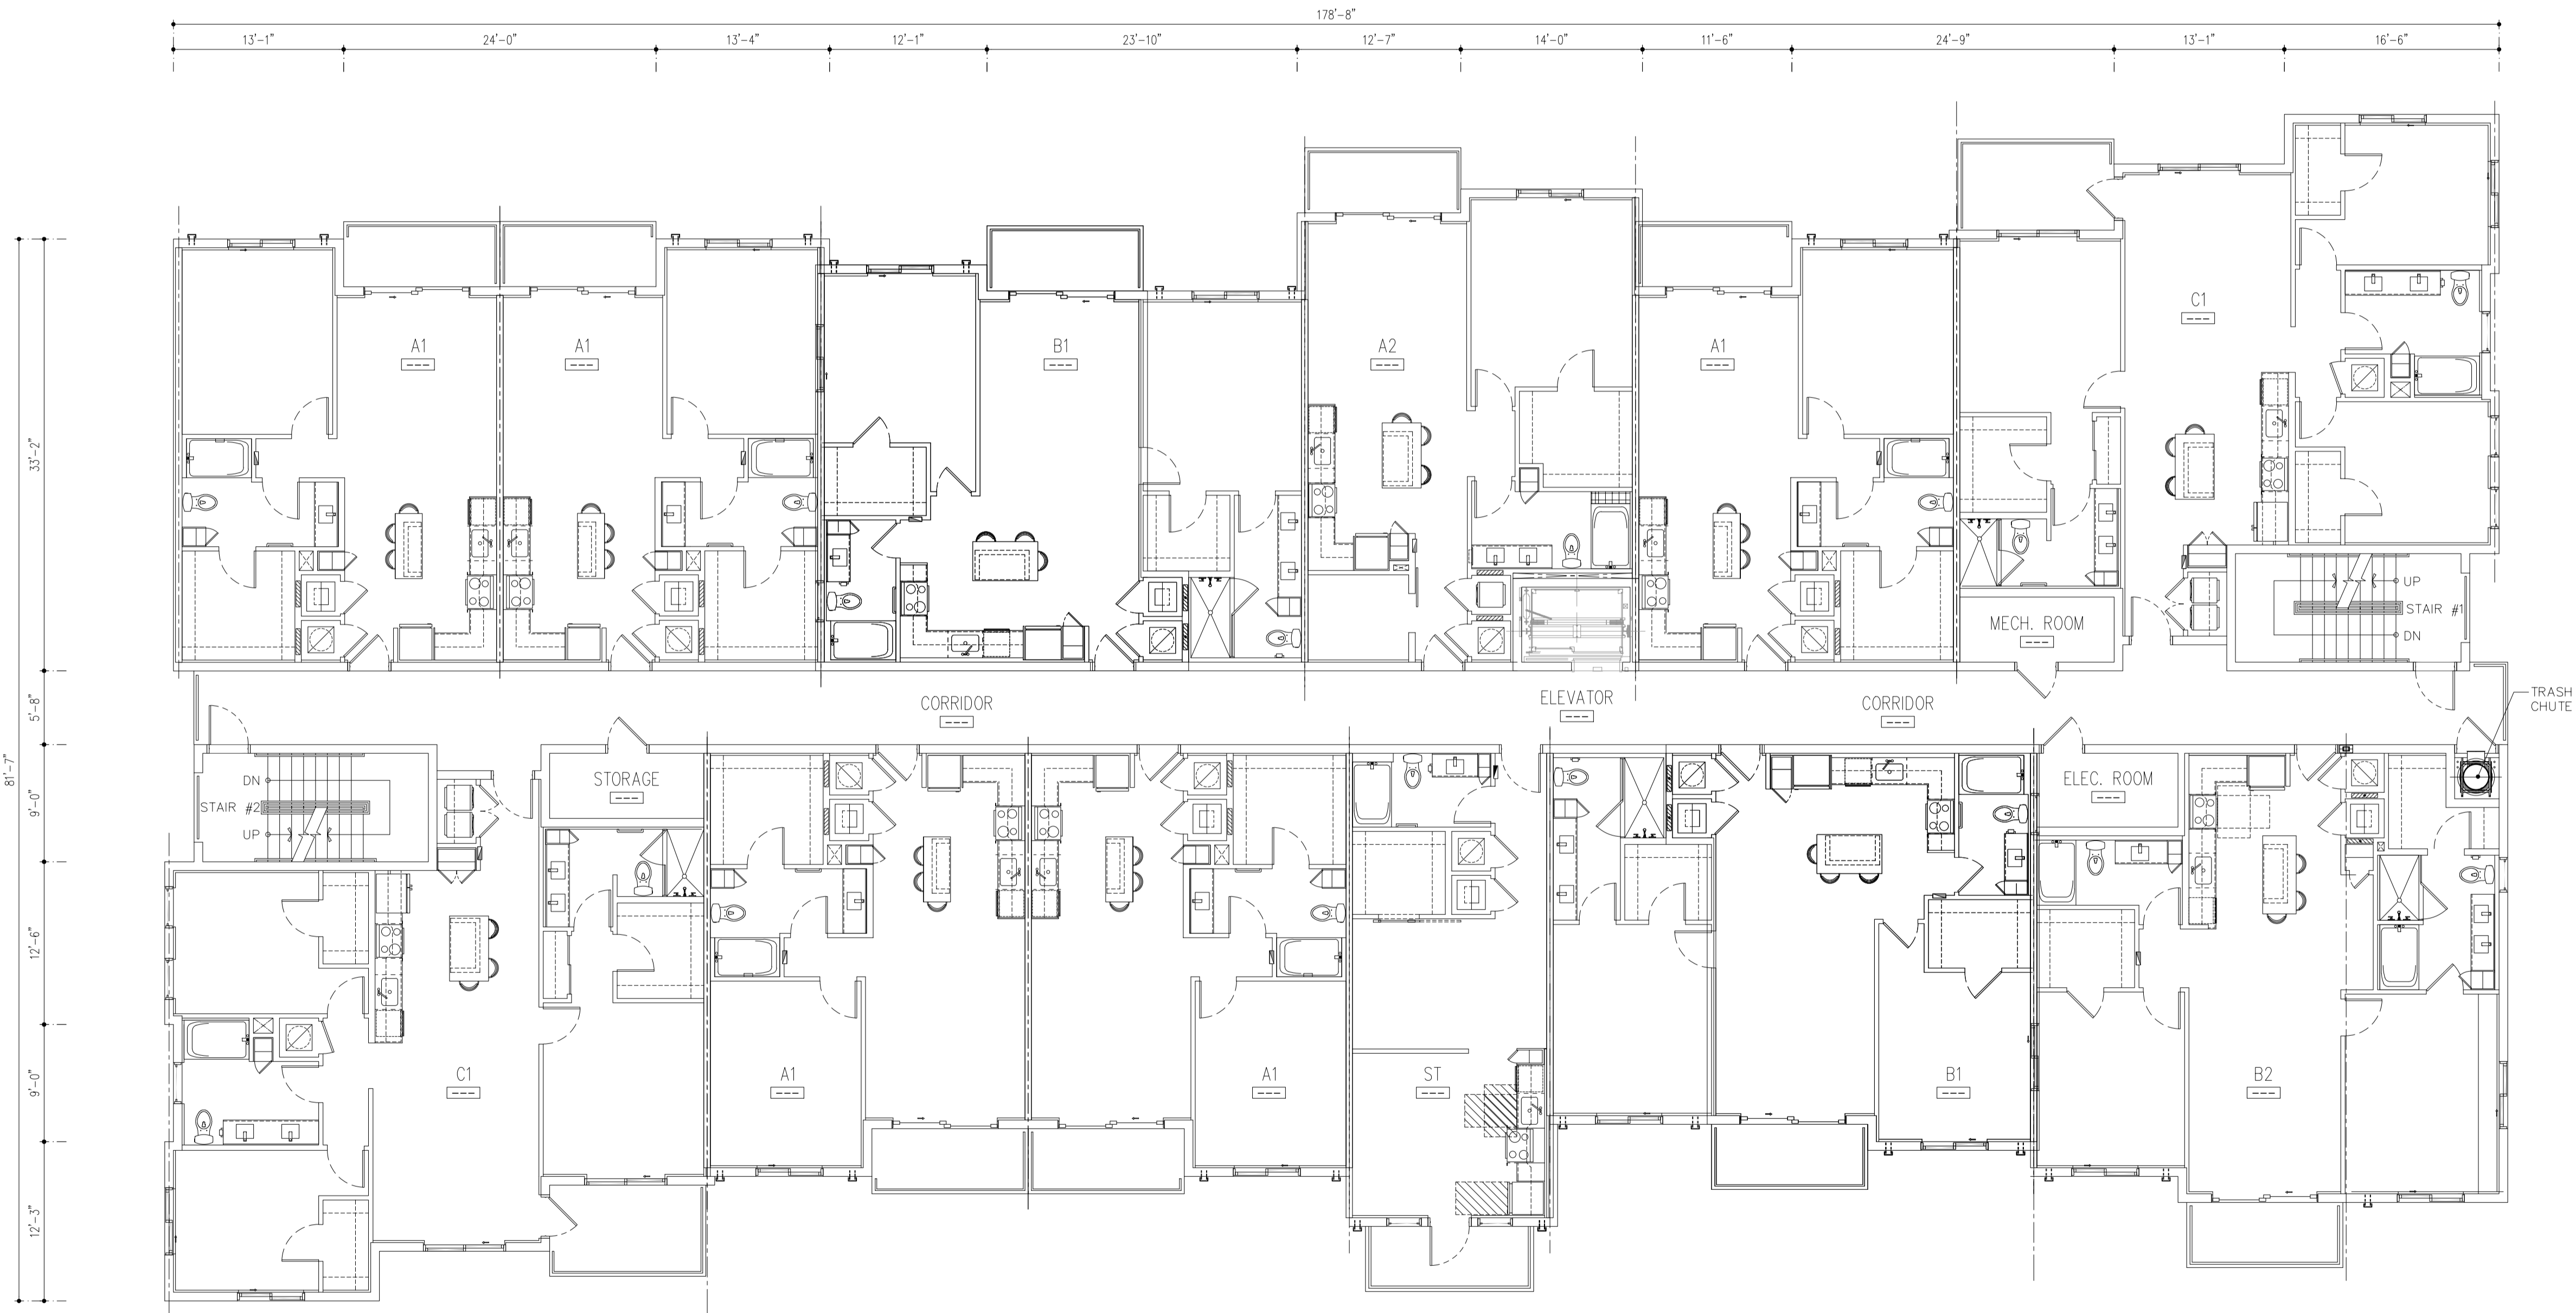 178'-8"
13'-1"
24'-0"
13'-4"
12'-1"
23'-10"
12'-7"
14'-0"
11'-6"
24'-9"
13'-1"
16'-6"
81'-7"
33'-2"
5'-8"
9'-0"
12'-6"
9'-0"
12'-3"
C1
---
A1
---
A1
---
B1
---
A2
---
A1
---
UP
STAIR #1
DN
MECH. ROOM
---
CORRIDOR
---
ELEVATOR
---
CORRIDOR
---
TRASH
CHUTE
DN
STAIR #2
UP
STORAGE
---
ELEC. ROOM
---
C1
---
A1
---
A1
---
ST
---
B1
---
B2
---